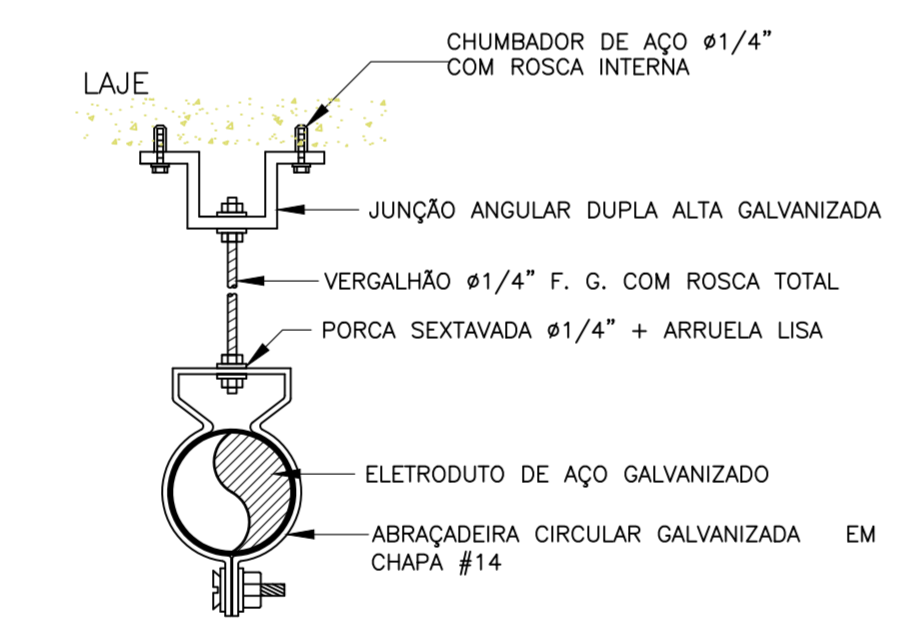 CHUMBADOR DE AÇO ø1/4"
COM ROSCA INTERNA
LAJE
JUNÇÃO ANGULAR DUPLA ALTA GALVANIZADA
VERGALHÃO ø1/4" F. G. COM ROSCA TOTAL
PORCA SEXTAVADA ø1/4" + ARRUELA LISA
ELETRODUTO DE AÇO GALVANIZADO
ABRAÇADEIRA CIRCULAR GALVANIZADA EM
CHAPA #14